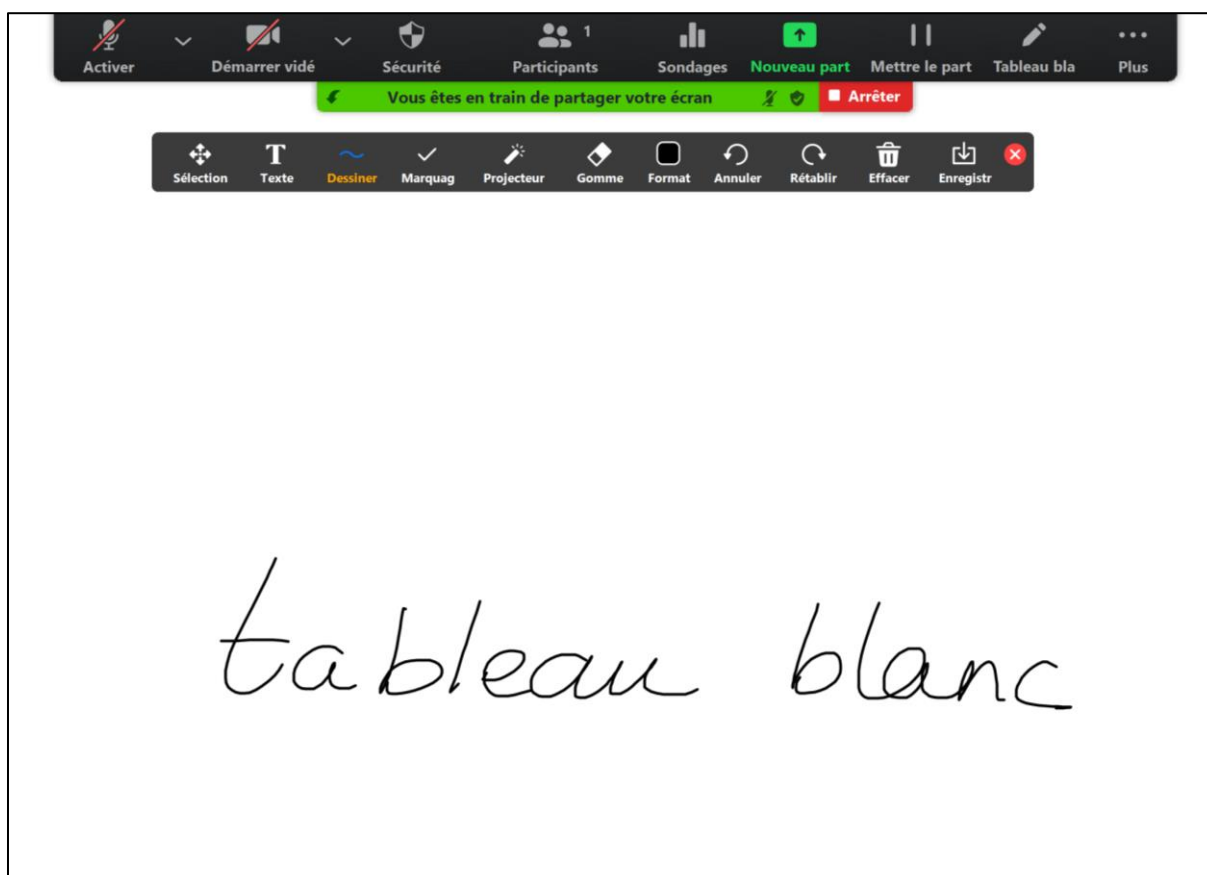 Activer Démarrer vidé Sécurité Participants 1 Sondages Nouveau part Mettre le part Tableau bla Plus
Vous êtes en train de partager votre écran Arrêter
Sélection Texte Dessiner Marquag Projecteur Gomme Format Annuler Rétablir Effacer Enregistr
tableau blanc